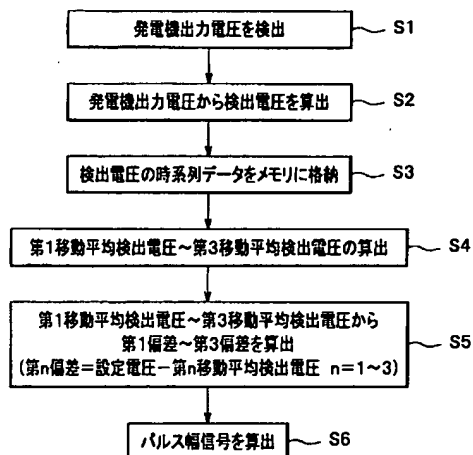 発電機出力電圧を検出
S1
発電機出力電圧から検出電圧を算出
S2
検出電圧の時系列データをメモリに格納
S3
第1移動平均検出電圧～第3移動平均検出電圧の算出
S4
第1移動平均検出電圧～第3移動平均検出電圧から
第1偏差～第3偏差を算出
(第n偏差=設定電圧−第n移動平均検出電圧 n=1~3)
S5
パルス幅信号を算出
S6